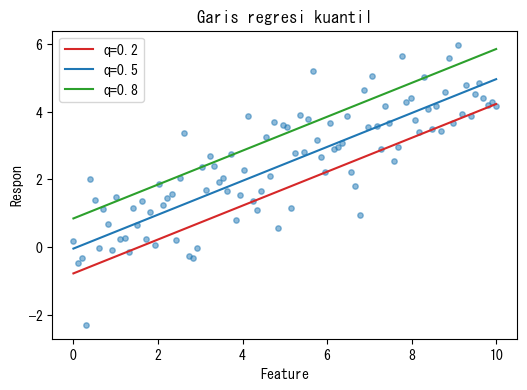 Garis regresi kuantil
q=0.2
q=0.5
q=0.8
Respon
6
4
2
0
−2
0 2 4 6 8 10
Feature